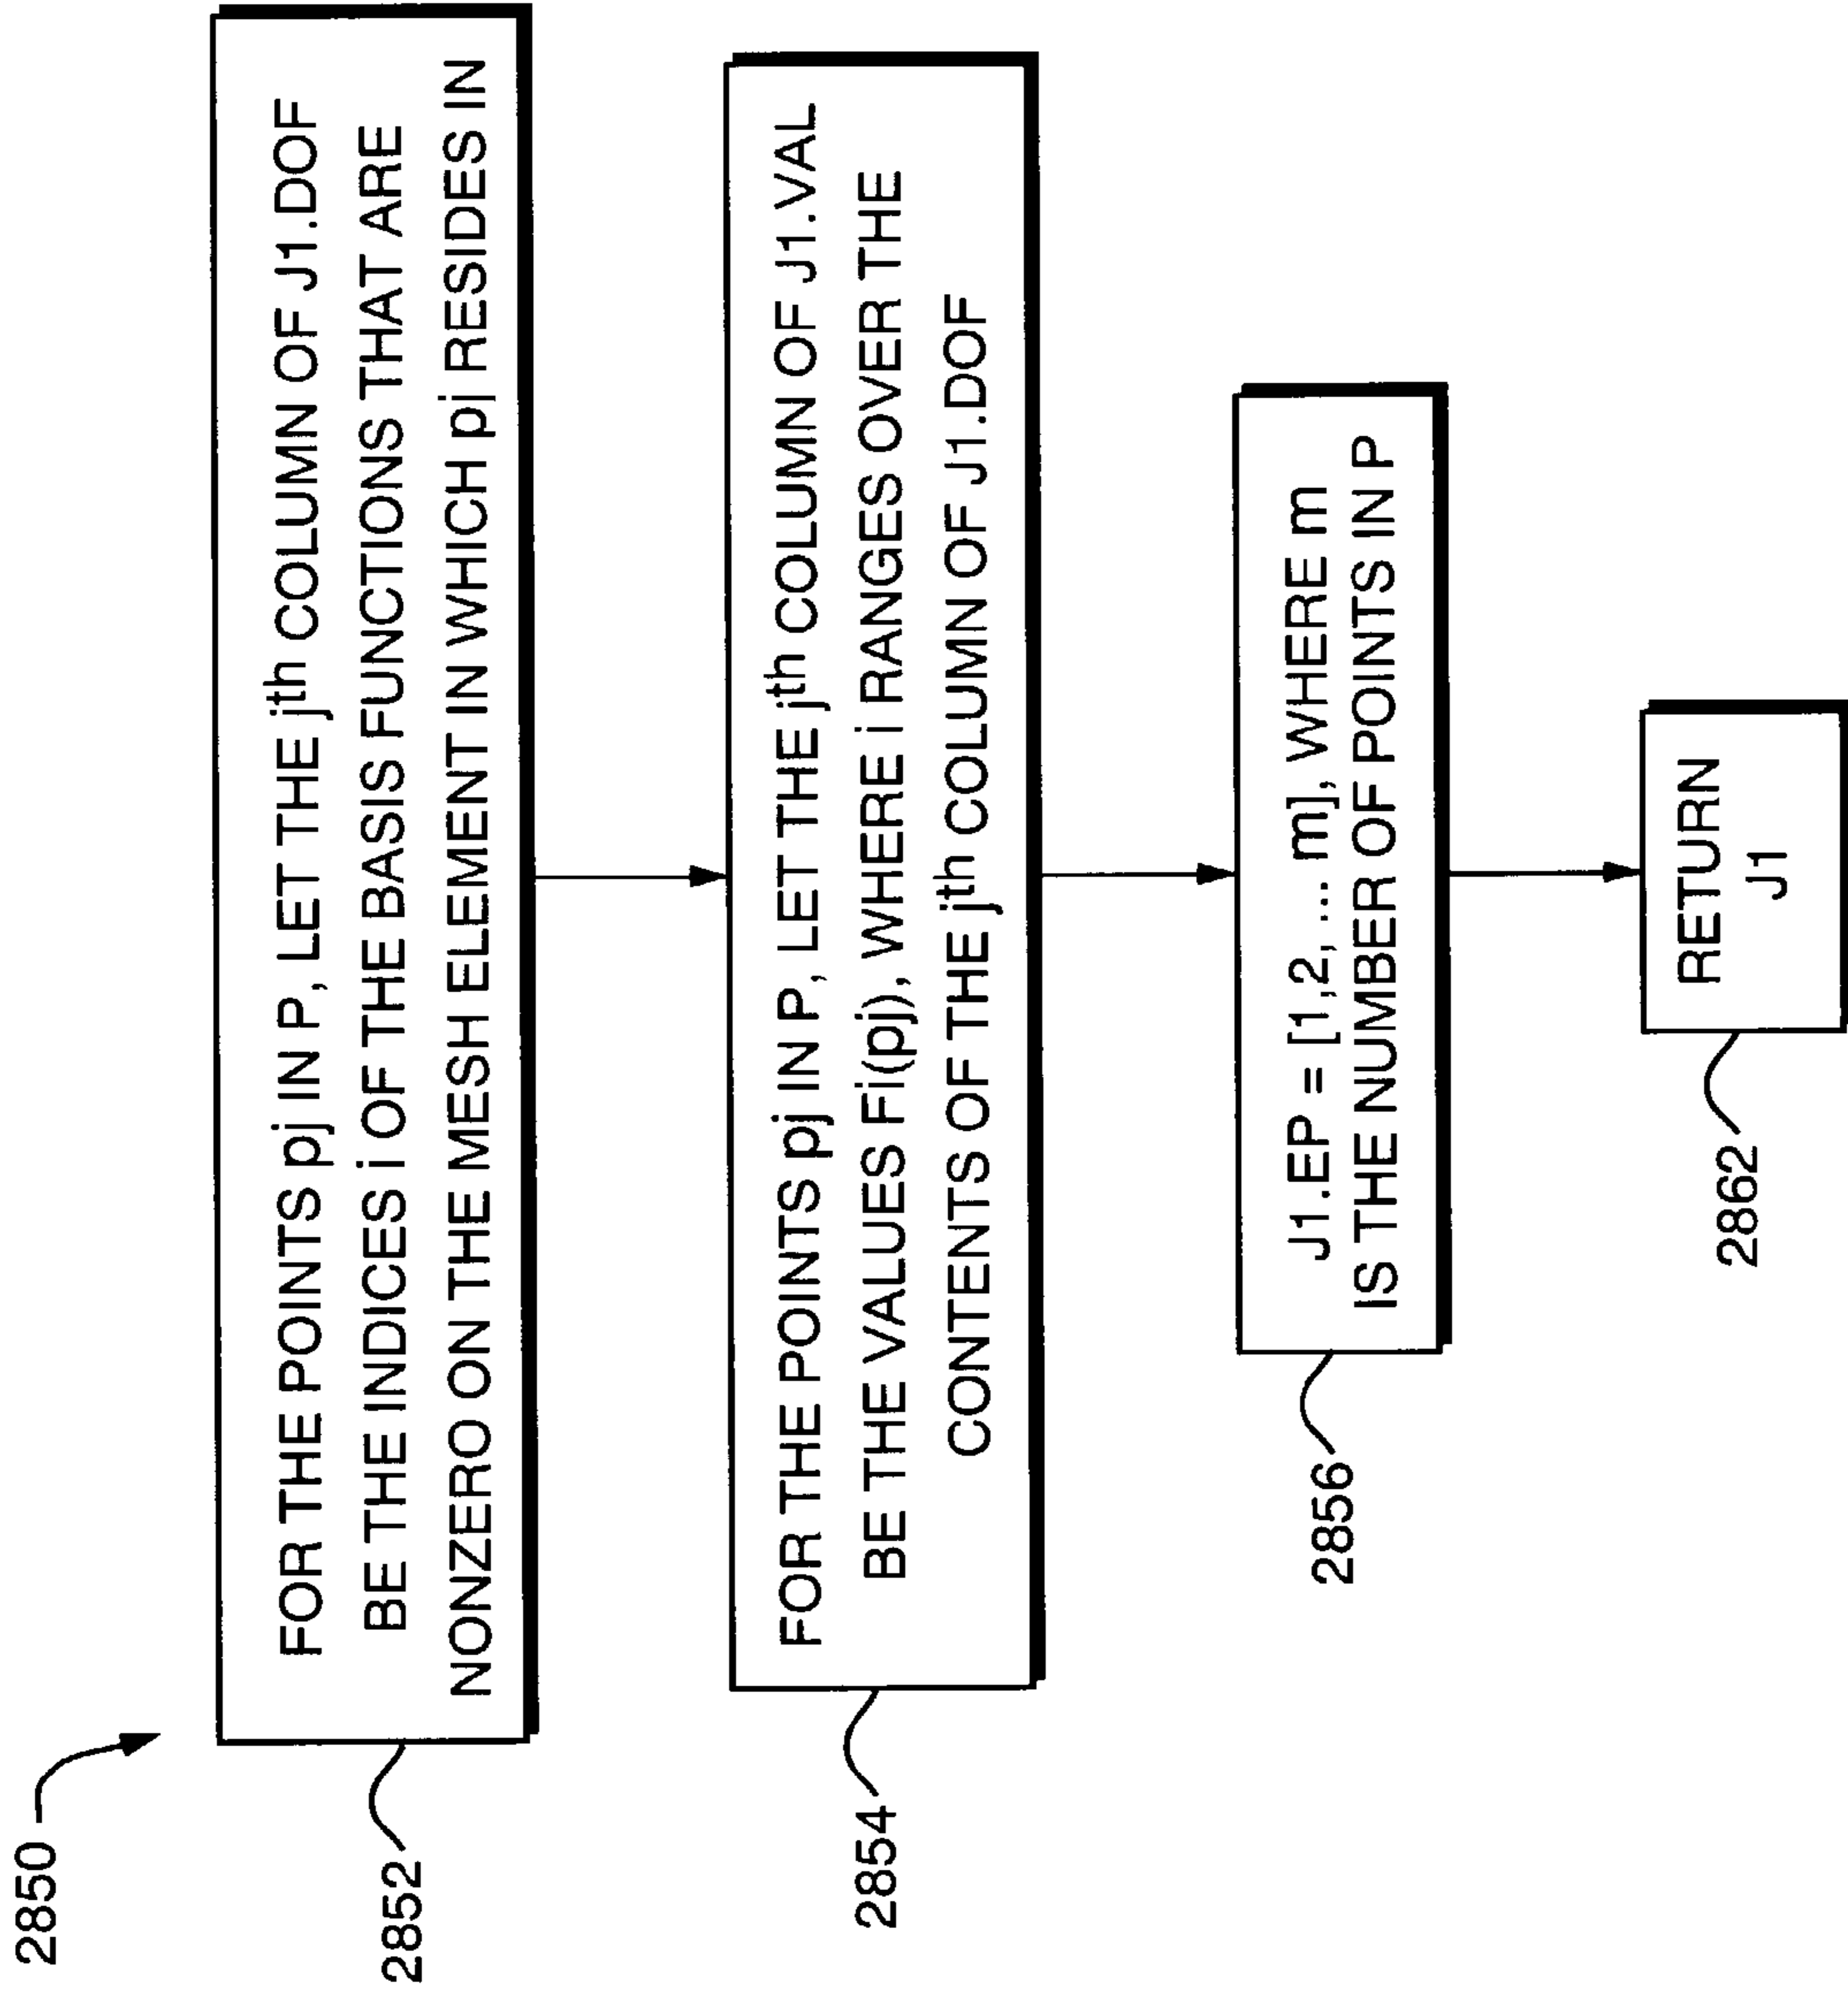 2850
2852
FOR THE POINTS pj IN P, LET THE jth COLUMN OF J1.DOF
BE THE INDICES i OF THE BASIS FUNCTIONS THAT ARE
NONZERO ON THE MESH ELEMENT IN WHICH pj RESIDES IN
2854
FOR THE POINTS pj IN P, LET THE jth COLUMN OF J1.VAL
BE THE VALUES Fi(pj), WHERE i RANGES OVER THE
CONTENTS OF THE jth COLUMN OF J1.DOF
2856
J1.EP = [1,2,... m], WHERE m
IS THE NUMBER OF POINTS IN P
2862
RETURN
J1